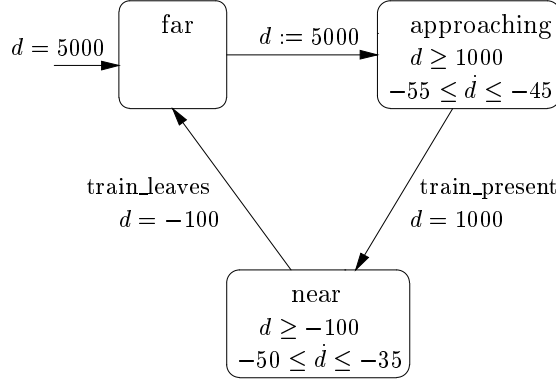 far
d = 5000
d := 5000
approaching
d ≥ 1000
−55 ≤ ḋ ≤ −45
train_leaves
d = −100
train_present
d = 1000
near
d ≥ −100
−50 ≤ ḋ ≤ −35